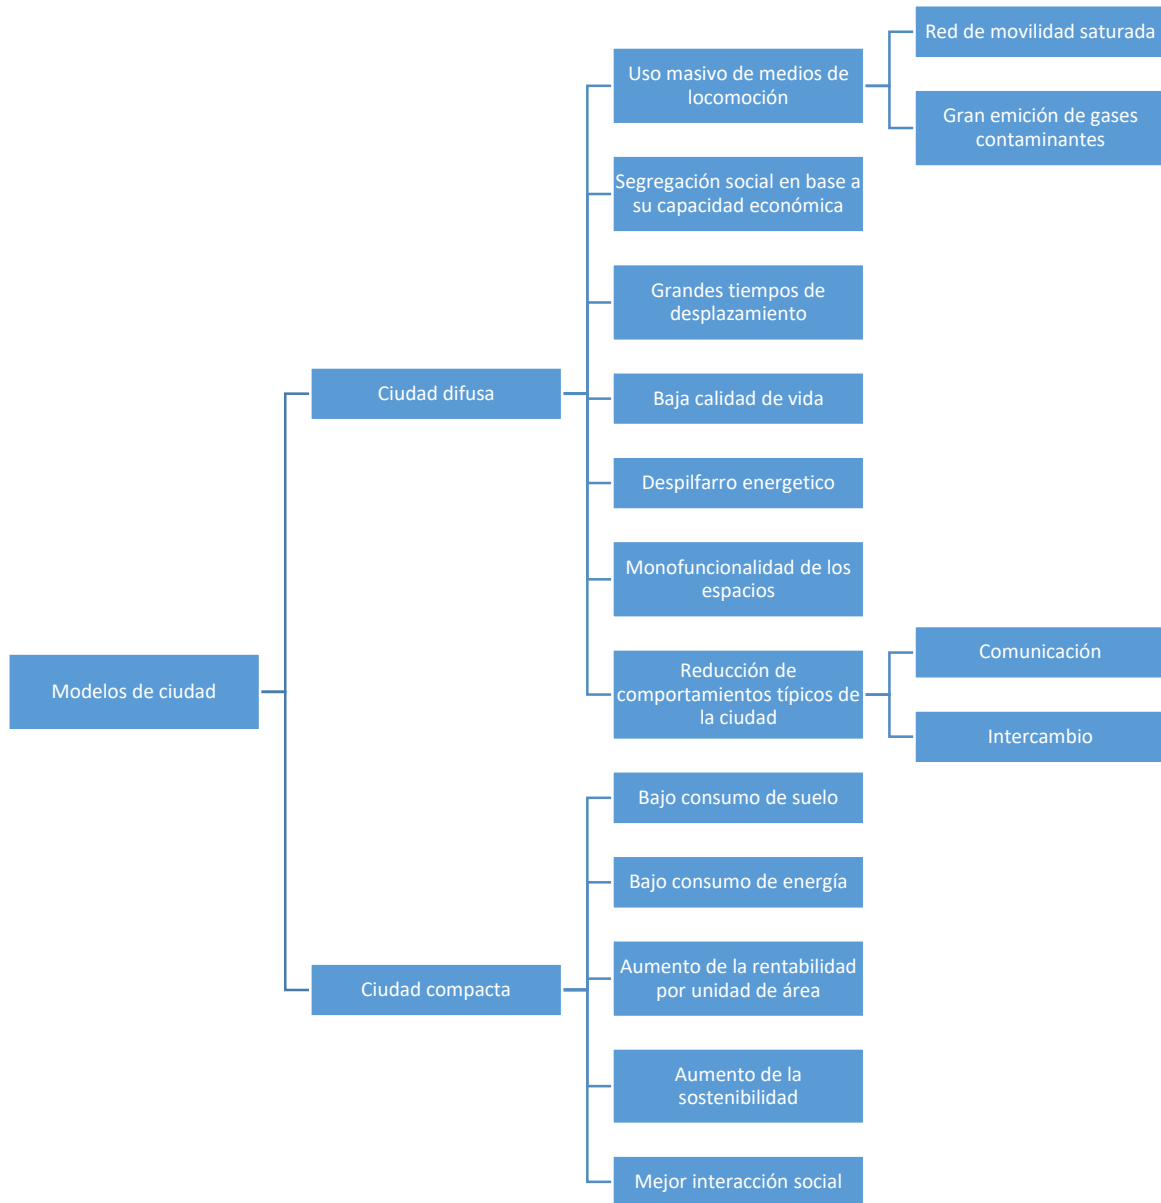 Red de movilidad saturada
Uso masivo de medios de
locomoción
Gran emición de gases
contaminantes
Segregación social en base a
su capacidad económica
Grandes tiempos de
desplazamiento
Ciudad difusa
Baja calidad de vida
Despilfarro energetico
Monofuncionalidad de los
espacios
Modelos de ciudad
Reducción de
comportamientos típicos de
la ciudad
Comunicación
Intercambio
Bajo consumo de suelo
Bajo consumo de energía
Ciudad compacta
Aumento de la rentabilidad
por unidad de área
Aumento de la
sostenibilidad
Mejor interacción social